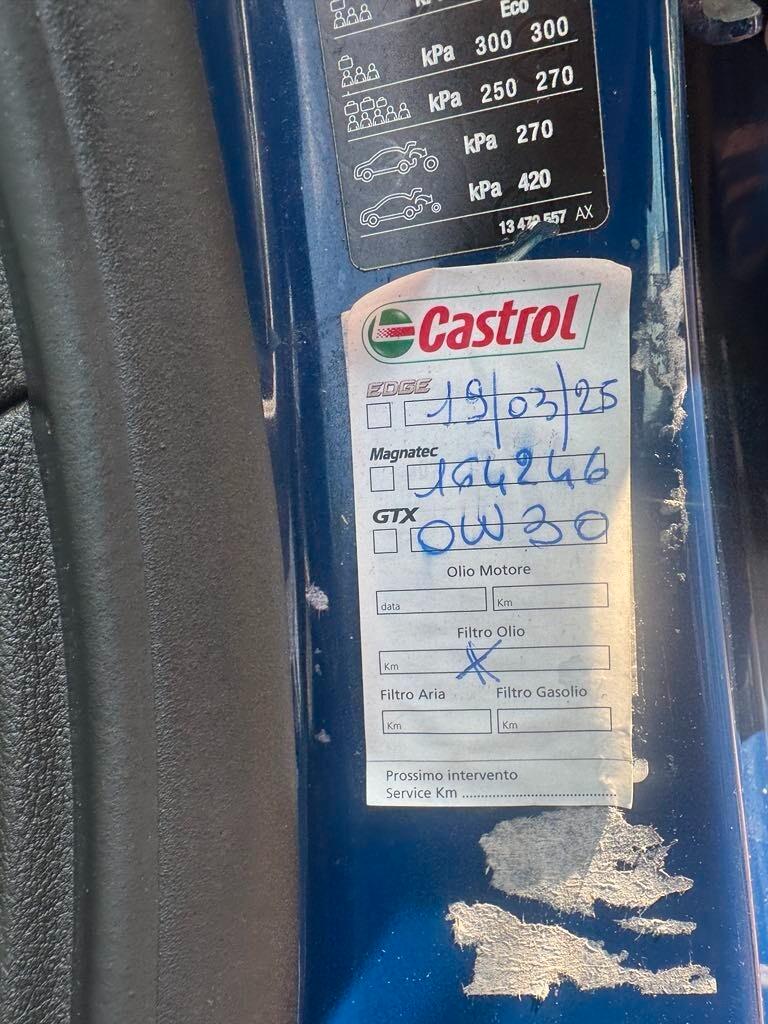 Eco
kPa 300 300
kPa 250 270
kPa 270
kPa 420
AX
Castrol
EDGE
19/03/25
Magnatec
164246
GTX
0W30
Olio Motore
data Km
Filtro Olio
Km
Filtro Aria Filtro Gasolio
Km Km
Prossimo intervento
Service Km